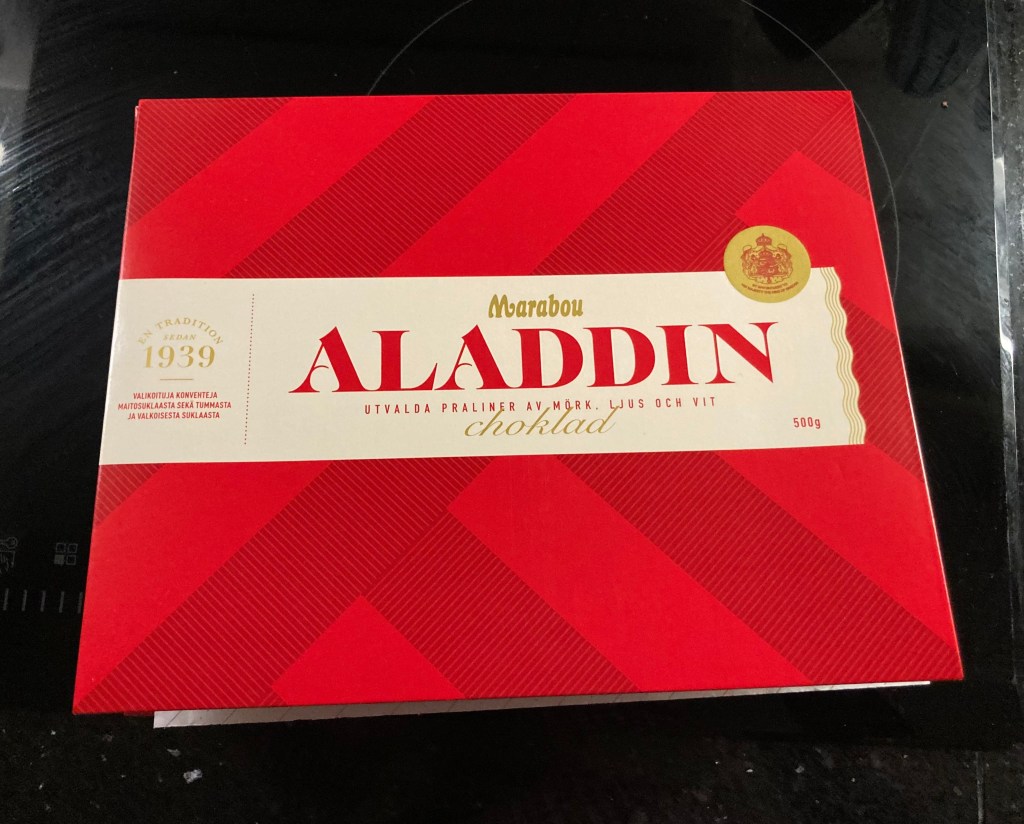 Marabou
ALADDIN
UTVALDA PRALINER AV MÖRK, LJUS OCH VIT
choklad
500g
EN TRADITION
SEDAN
1939
VALIKOITUJA KONVEHTEJA
MAITOSUKLAASTA SEKÄ TUMMASTA
JA VALKOISESTA SUKLAASTA